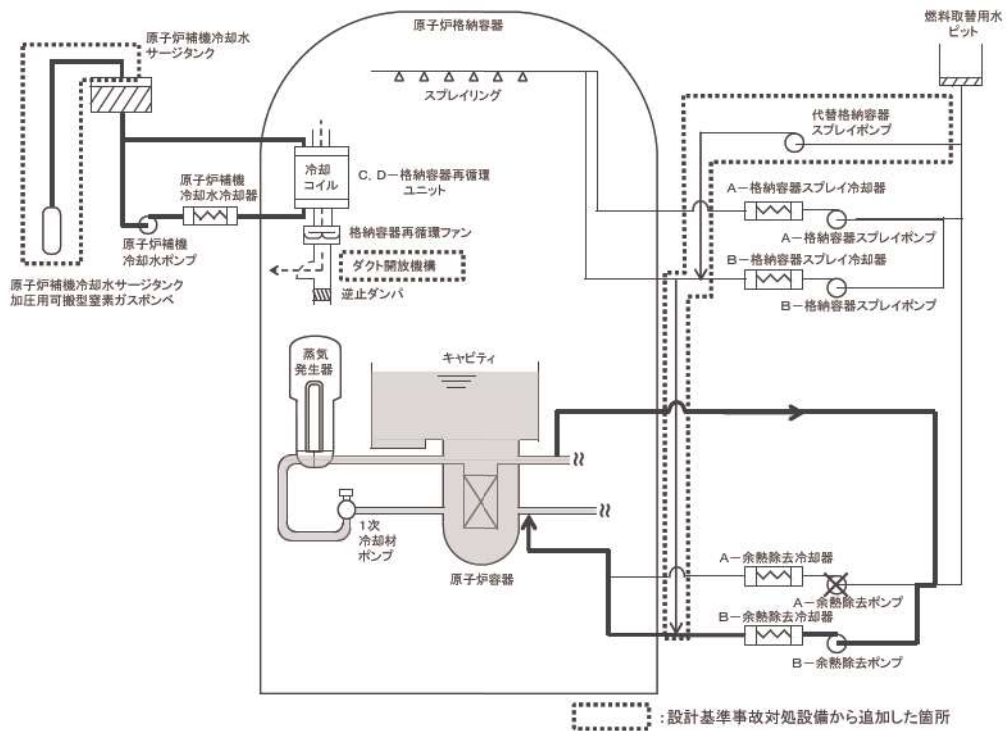 原子炉補機冷却水
サージタンク
原子炉格納容器
燃料取替用水
ピット
スプレイリング
代替格納容器
スプレイポンプ
冷却
コイル
C，D－格納容器再循環
ユニット
原子炉補機
冷却水冷却器
A－格納容器スプレイ冷却器
格納容器再循環ファン
A－格納容器スプレイポンプ
原子炉補機
冷却水ポンプ
ダクト開放機構
B－格納容器スプレイ冷却器
原子炉補機冷却水サージタンク
加圧用可搬型窒素ガスボンベ
逆止ダンパ
B－格納容器スプレイポンプ
蒸気
発生器
キャビティ
1次
冷却材
ポンプ
原子炉容器
A－余熱除去冷却器
A－余熱除去ポンプ
B－余熱除去冷却器
B－余熱除去ポンプ
：設計基準事故対処設備から追加した箇所